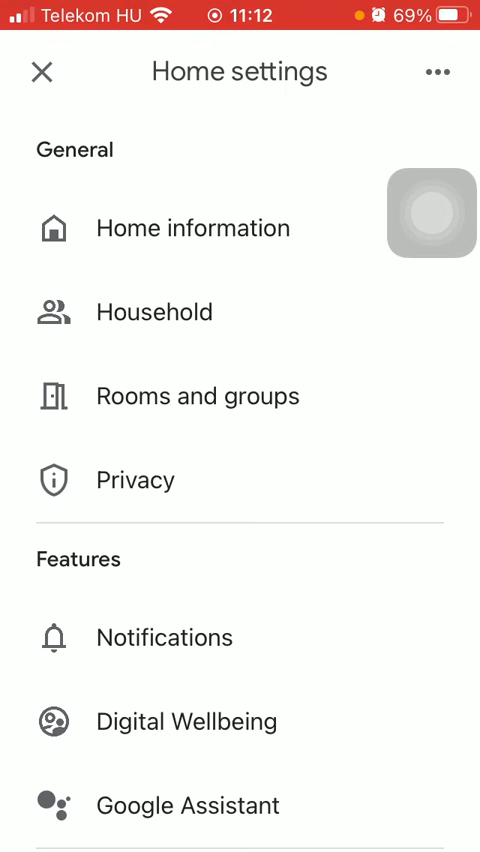 Telekom HU 11:12 69%
Home settings
General
Home information
Household
Rooms and groups
Privacy
Features
Notifications
Digital Wellbeing
Google Assistant